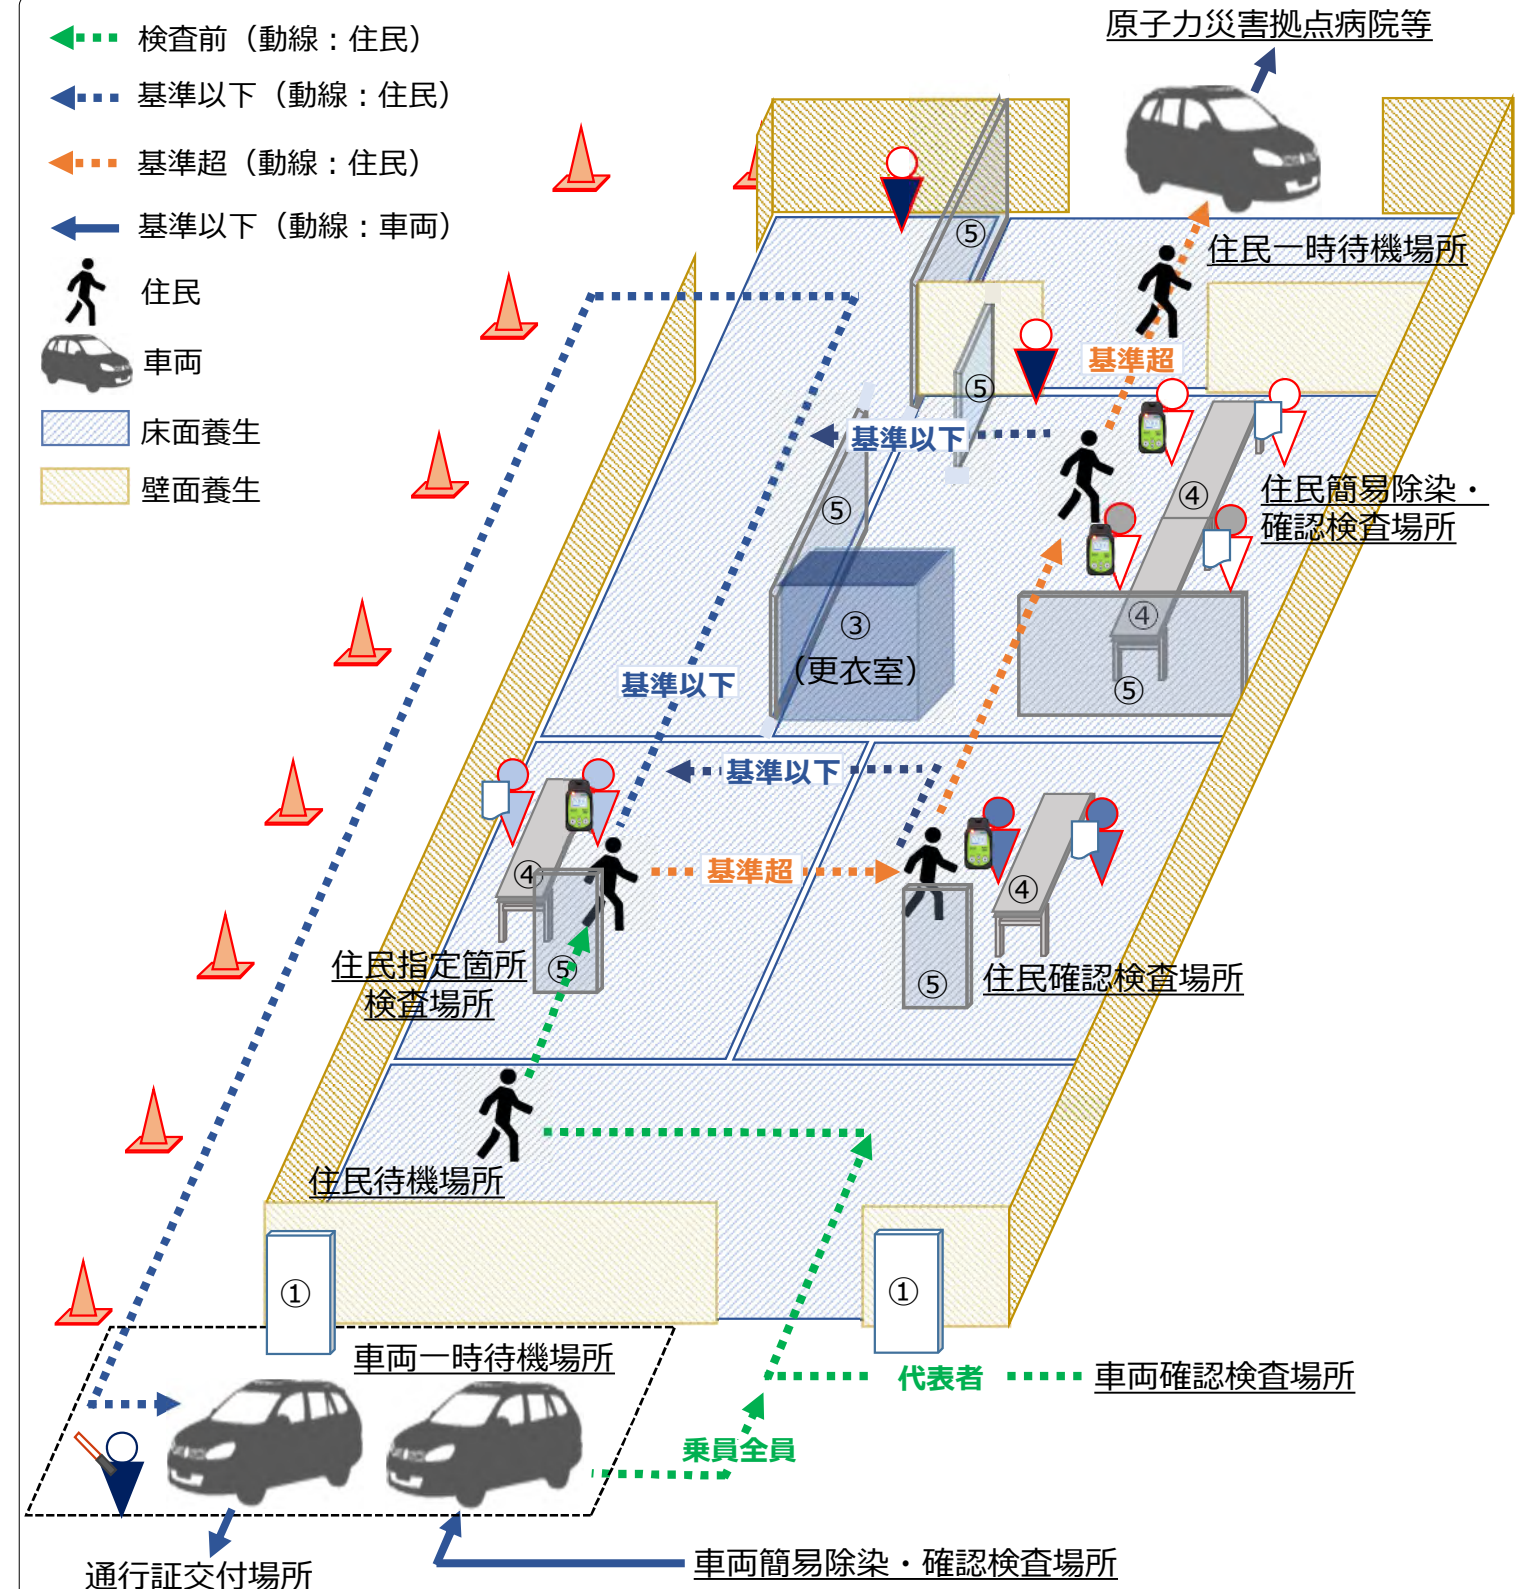 検査前（動線：住民）
基準以下（動線：住民）
基準超（動線：住民）
基準以下（動線：車両）
住民
車両
床面養生
壁面養生
原子力災害拠点病院等
⑤
住民一時待機場所
基準超
⑤
基準以下
④
住民簡易除染・
確認検査場所
⑤
③
（更衣室）
④
⑤
基準以下
基準以下
④
基準超
④
住民指定箇所
検査場所
⑤
⑤
住民確認検査場所
住民待機場所
①
①
車両一時待機場所
代表者
車両確認検査場所
乗員全員
通行証交付場所
車両簡易除染・確認検査場所